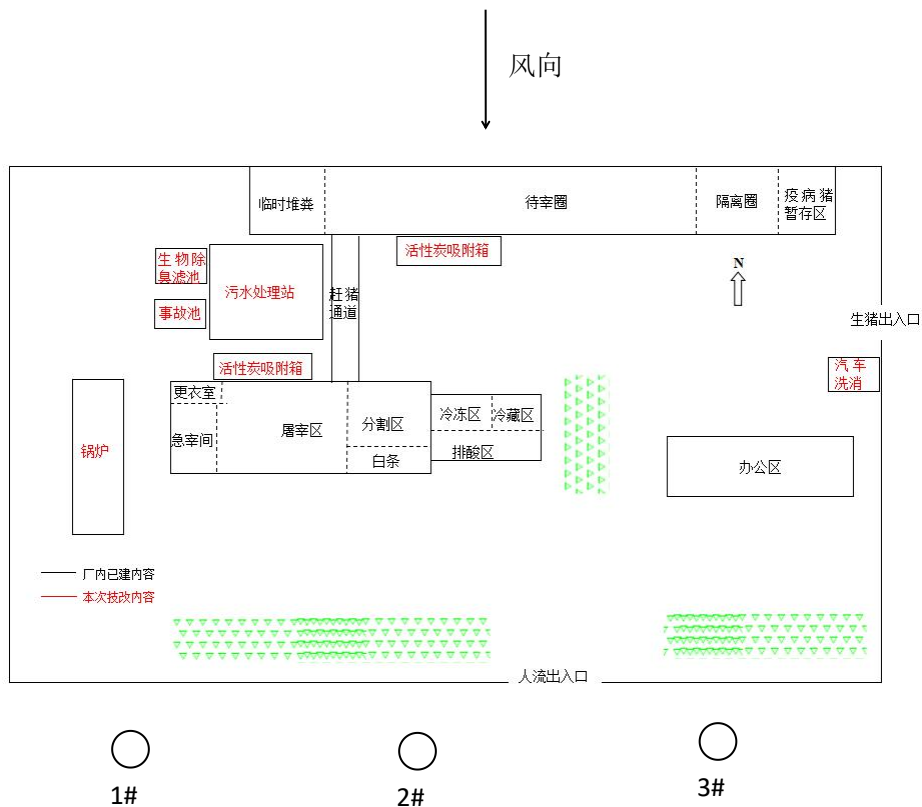 风向
临时堆粪
待宰圈
隔离圈
疫病猪
暂存区
生物除
臭滤池
污水处理站
活性炭吸附箱
赶猪
通道
N
事故池
生猪出入口
活性炭吸附箱
汽车
洗消
更衣室
急宰间
屠宰区
分割区
白条
冷冻区
冷藏区
排酸区
锅炉
办公区
厂内已建内容
本次技改内容
人流出入口
1#
2#
3#